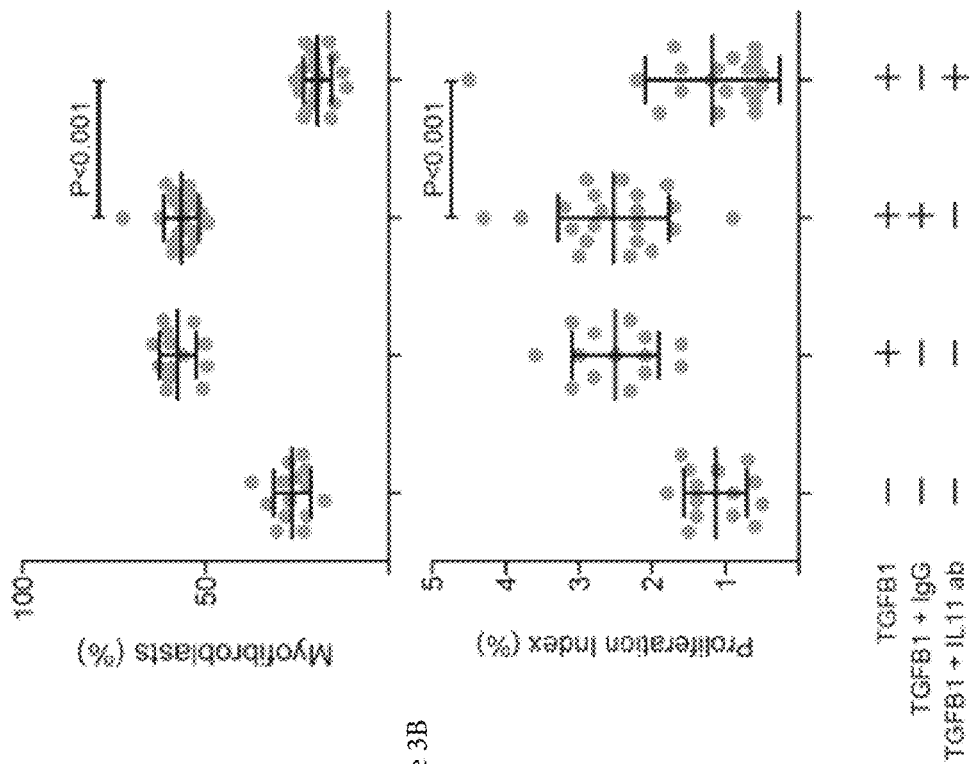 100
50
Myofibroblasts (%)
P<0.001
e 3B
5
3
2
1
Proliferation Index (%)
P<0.001
TGFB1 − + + +
TGFB1 + IgG − − + −
TGFB1 + IL11 ab − − − +